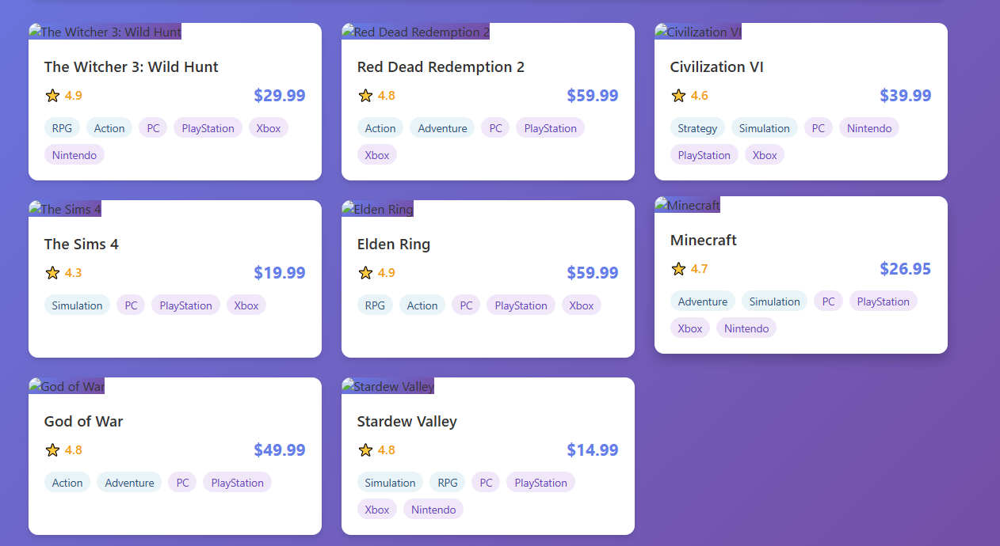 The Witcher 3: Wild Hunt
The Witcher 3: Wild Hunt
4.9 $29.99
RPG Action PC PlayStation Xbox
Nintendo
Red Dead Redemption 2
Red Dead Redemption 2
4.8 $59.99
Action Adventure PC PlayStation
Xbox
Civilization VI
Civilization VI
4.6 $39.99
Strategy Simulation PC Nintendo
PlayStation Xbox
The Sims 4
The Sims 4
4.3 $19.99
Simulation PC PlayStation Xbox
Elden Ring
Elden Ring
4.9 $59.99
RPG Action PC PlayStation Xbox
Minecraft
Minecraft
4.7 $26.95
Adventure Simulation PC PlayStation
Xbox Nintendo
God of War
God of War
4.8 $49.99
Action Adventure PC PlayStation
Stardew Valley
Stardew Valley
4.8 $14.99
Simulation RPG PC PlayStation
Xbox Nintendo